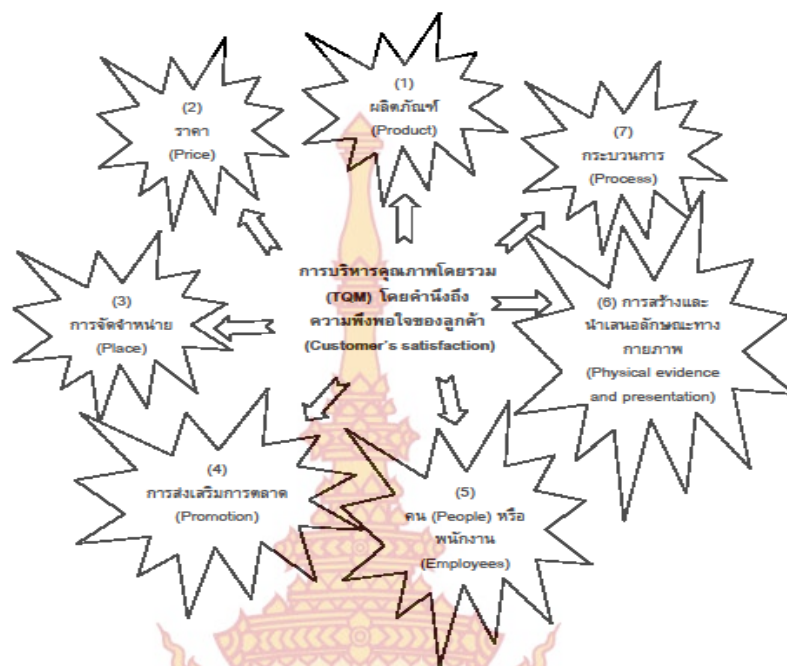 (1)
ผลิตภัณฑ์
(Product)
(2)
ราคา
(Price)
(7)
กระบวนการ
(Process)
การบริหารคุณภาพโดยรวม
(TQM) โดยคำนึงถึง
ความพึงพอใจของลูกค้า
(Customer's satisfaction)
(3)
การจัดจำหน่าย
(Place)
(6) การสร้างและ
นำเสนอลักษณะทาง
กายภาพ
(Physical evidence
and presentation)
(4)
การส่งเสริมการตลาด
(Promotion)
(5)
คน (People) หรือ
พนักงาน
(Employees)